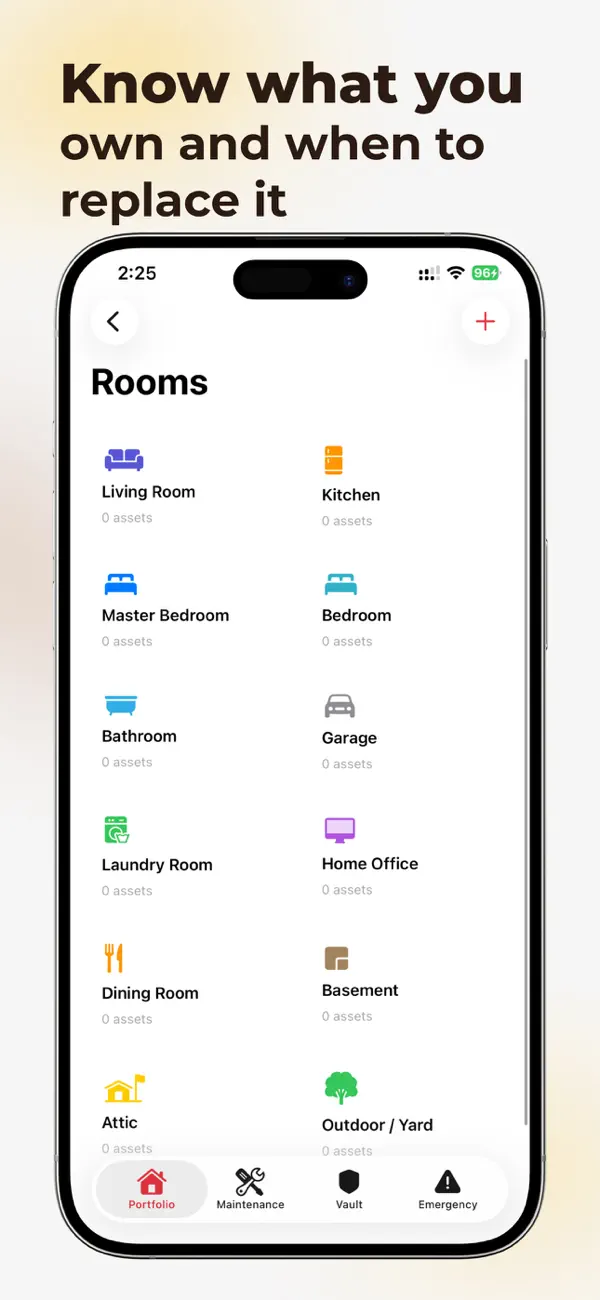 Know what you
own and when to
replace it
2:25
96
Rooms
Living Room
0 assets
Kitchen
0 assets
Master Bedroom
0 assets
Bedroom
0 assets
Bathroom
0 assets
Garage
0 assets
Laundry Room
0 assets
Home Office
0 assets
Dining Room
0 assets
Basement
0 assets
Attic
0 assets
Outdoor / Yard
0 assets
Portfolio
Maintenance
Vault
Emergency